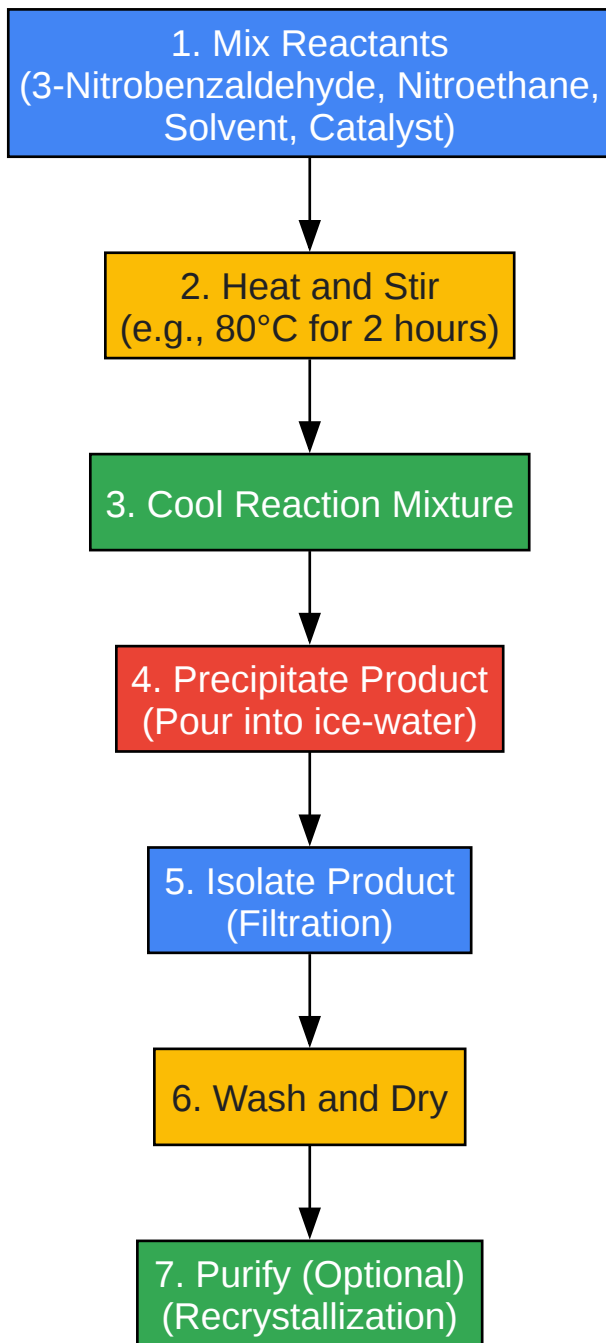 1. Mix Reactants
(3-Nitrobenzaldehyde, Nitroethane,
Solvent, Catalyst)
2. Heat and Stir
(e.g., 80°C for 2 hours)
3. Cool Reaction Mixture
4. Precipitate Product
(Pour into ice-water)
5. Isolate Product
(Filtration)
6. Wash and Dry
7. Purify (Optional)
(Recrystallization)